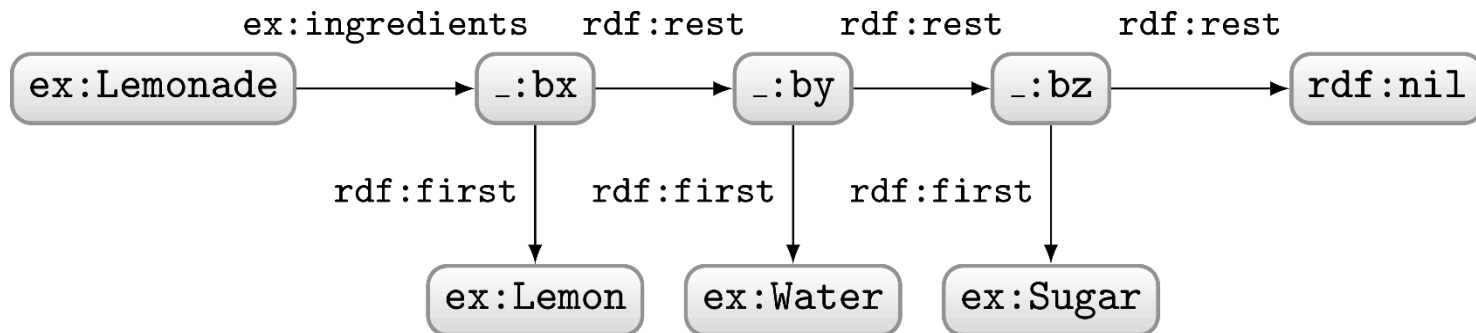 ex:ingredients rdf:rest rdf:rest rdf:rest
ex:Lemonade _:bx _:by _:bz rdf:nil
rdf:first rdf:first rdf:first
ex:Lemon ex:Water ex:Sugar